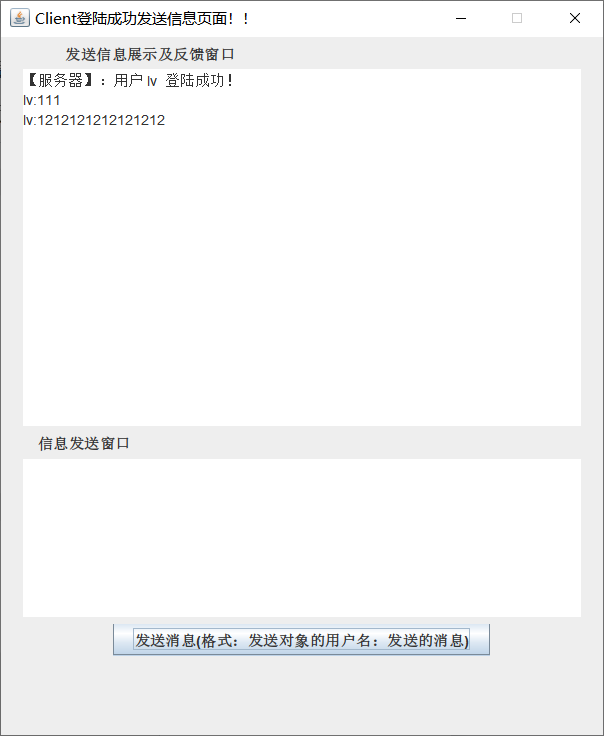 Client登陆成功发送信息页面！！
发送信息展示及反馈窗口
【服务器】：用户 lv 登陆成功！
lv:111
lv:1212121212121212
信息发送窗口
发送消息(格式：发送对象的用户名：发送的消息)